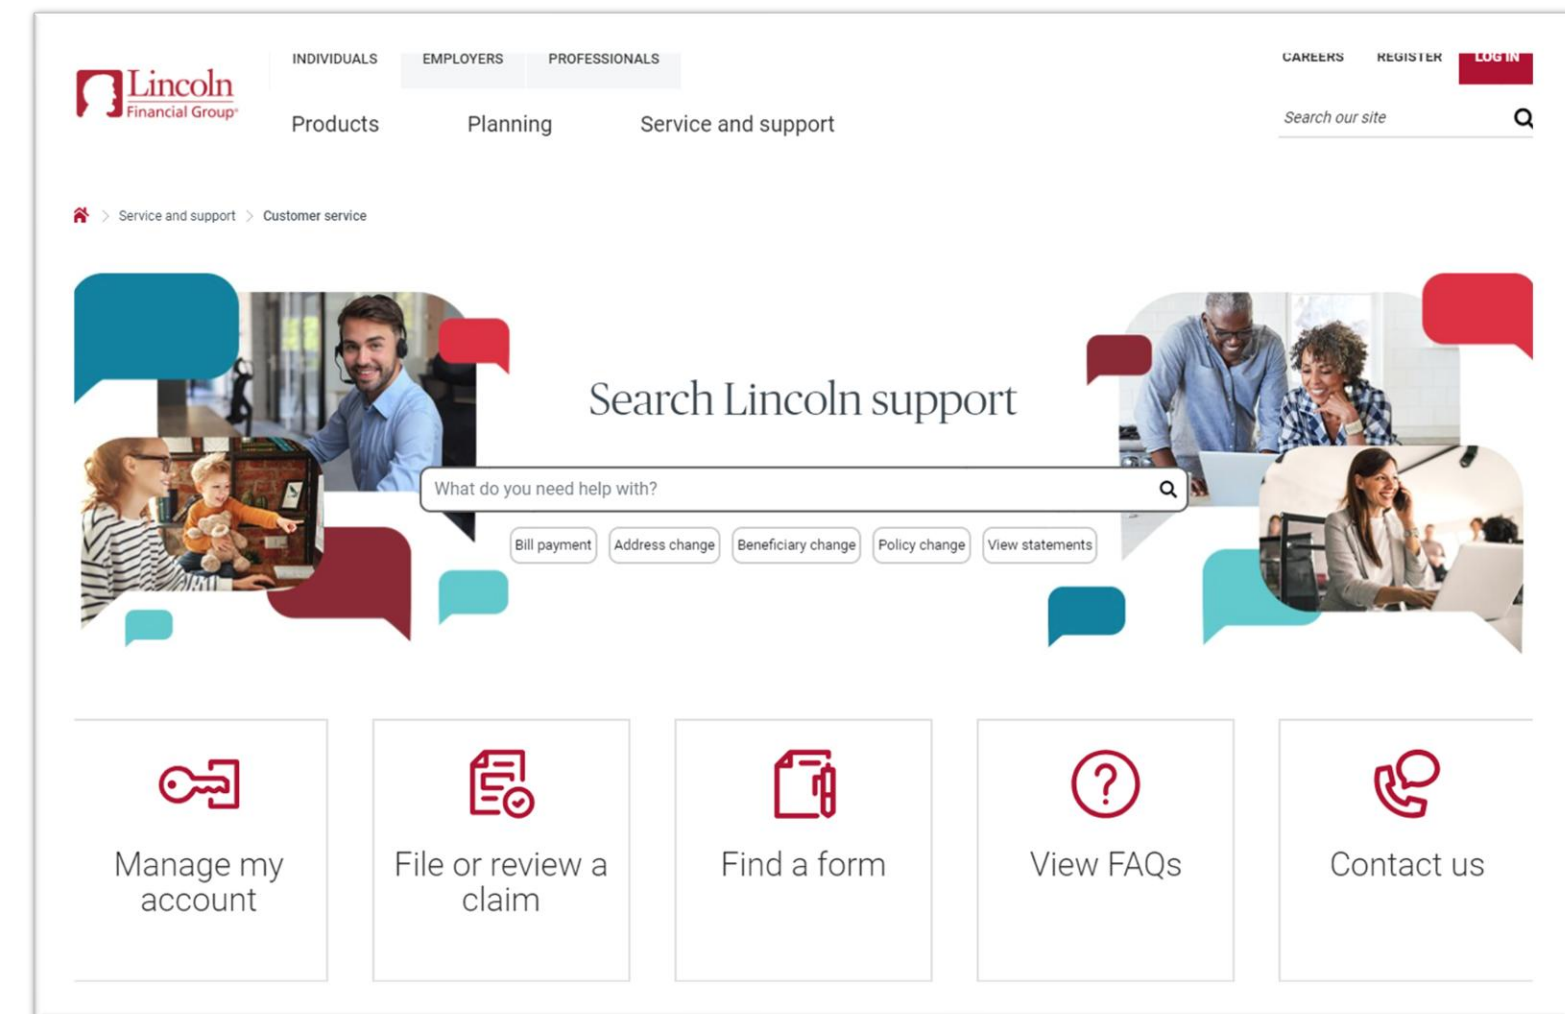 INDIVIDUALS EMPLOYERS PROFESSIONALS
CAREERS REGISTER LOG IN
Lincoln
Financial Group®
Products Planning Service and support
Search our site
Service and support > Customer service
Search Lincoln support
What do you need help with?
Bill payment Address change Beneficiary change Policy change View statements
Manage my
account
File or review a
claim
Find a form
View FAQs
Contact us